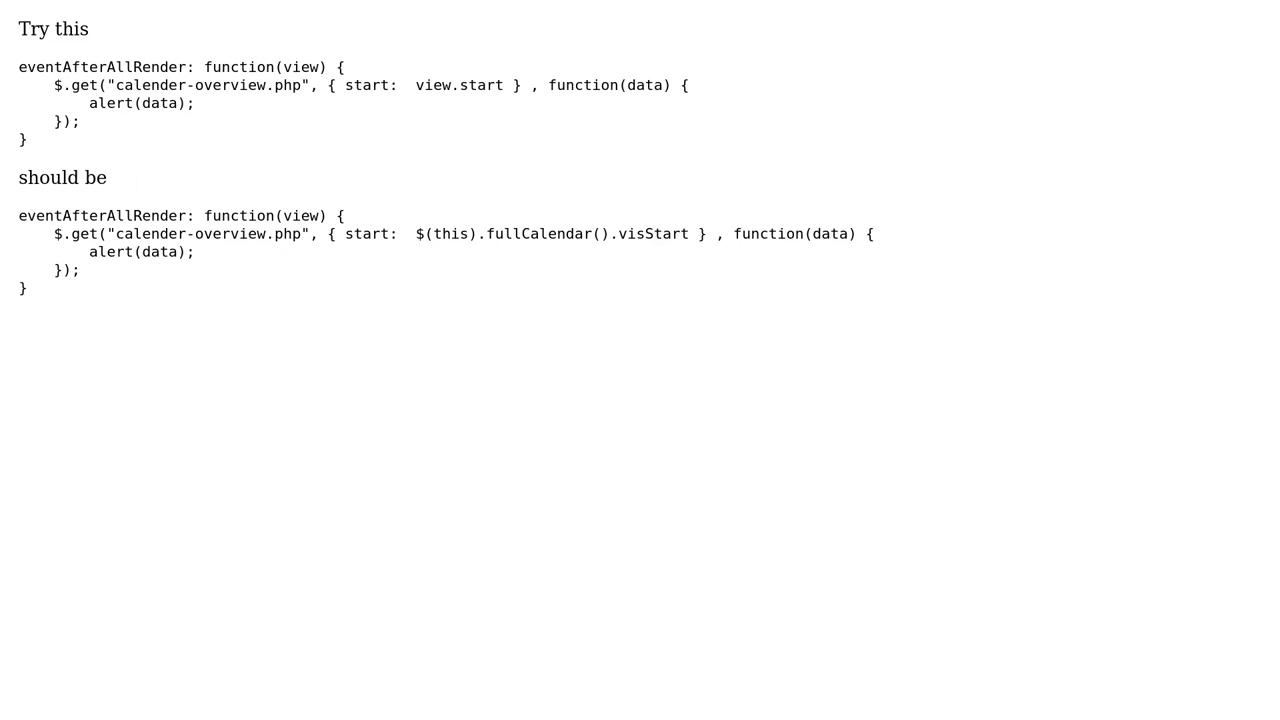 Try this
eventAfterAllRender: function(view) {
    $.get("calender-overview.php", { start:  view.start } , function(data) {
        alert(data);
    });
}
should be
eventAfterAllRender: function(view) {
    $.get("calender-overview.php", { start:  $(this).fullCalendar().visStart } , function(data) {
        alert(data);
    });
}